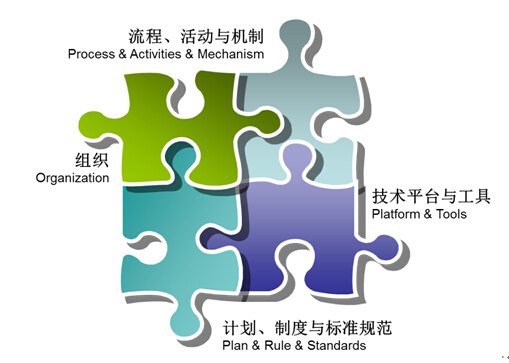 流程、活动与机制
Process & Activities & Mechanism
组织
Organization
技术平台与工具
Platform & Tools
计划、制度与标准规范
Plan & Rule & Standards